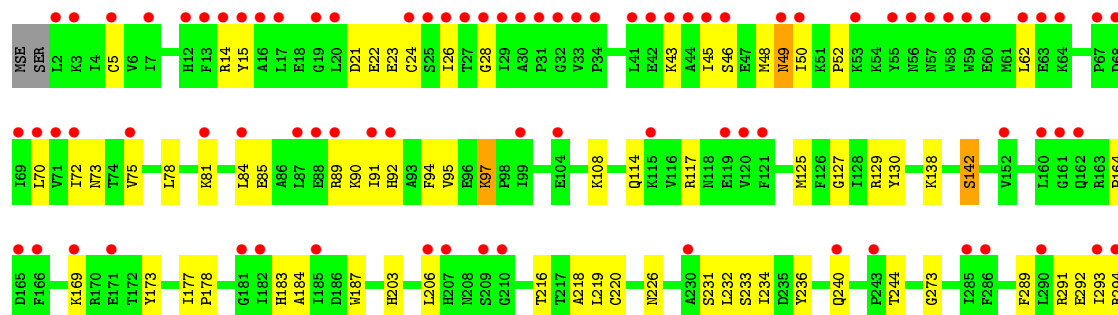 MSE SER L2 K3 I4 C5 V6 I7 H12 F13 R14 Y15 A16 L17 E18 G19 L20 D21 E22 E23 C24 S25 I26 T27 G28 I29 A30 P31 G32 V33 P34 L41 E42 K43 A44 I45 S46 E47 M48 N49 I50 K51 P52 K53 K54 Y55 N56 N57 W58 W59 E60 M61 L62 E63 K64 P67 D68
I69 L70 V71 I72 N73 T74 V75 L78 K81 L84 E85 A86 L87 E88 R89 K90 I91 H92 A93 F94 V95 E96 K97 P98 I99 E104 K108 Q114 K115 V116 R117 N118 E119 V120 F121 M125 F126 G127 I128 R129 Y130 K138 S142 V152 L160 G161 Q162 R163 P164
D165 F166 K169 R170 E171 T172 Y173 I177 P178 G181 I182 H183 A184 I185 D186 W187 H203 L206 H207 N208 S209 G210 T216 T217 A218 L219 C220 N226 A230 S231 L232 S233 I234 D235 Y236 Q240 P243 T244 G273 I285 F286 F289 L290 R291 E292 I293